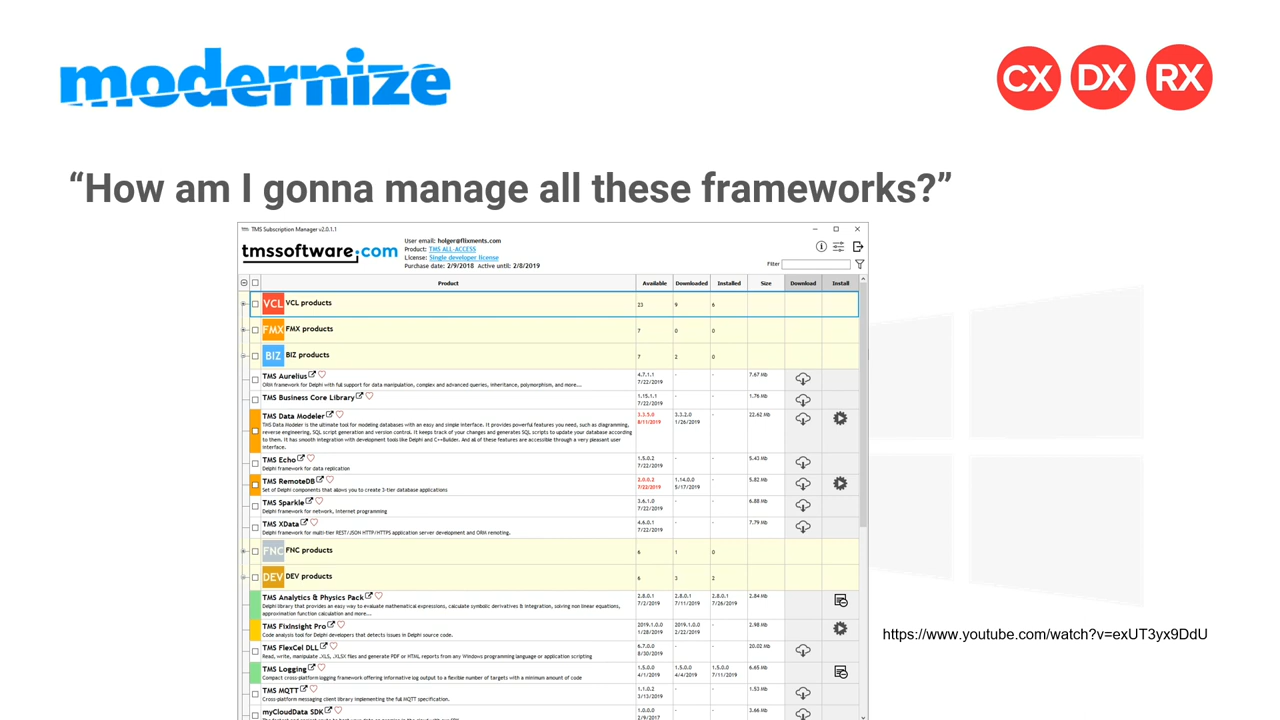 modernize
CX DX RX
“How am I gonna manage all these frameworks?”
TMS Subscription Manager v2.0.1.1
tmssoftware.com
User email: holger@flixments.com
Product: TMS ALL-ACCESS
License: Single developer license
Purchase date: 2/9/2018 Active until: 2/8/2019
Filter
Product Available Downloaded Installed Size Download Install
VCL VCL products 23 9 6
FMX FMX products 7 0 0
BIZ BIZ products 7 2 0
TMS Aurelius 4.7.1.1 - - 7.67 Mb
ORM framework for Delphi with full support for data manipulation, complex and advanced queries, inheritance, polymorphism, and more... 7/22/2019
TMS Business Core Library 1.15.1.1 - - 1.76 Mb
7/22/2019
TMS Data Modeler 3.3.5.0 3.3.2.0 - 22.62 Mb
8/11/2019 1/26/2019
TMS Data Modeler is the ultimate tool for modeling databases with an easy and simple interface. It provides powerful features you need, such as diagramming,
reverse engineering, SQL script generation and version control. It keeps track of your changes and generates SQL scripts to update your database according
to them. It has smooth integration with development tools like Delphi and C++Builder. And all of these features are accessible through a very pleasant user
interface.
TMS Echo 1.5.0.2 - - 5.43 Mb
Delphi framework for data replication 7/22/2019
TMS RemoteDB 2.0.0.2 1.14.0.0 - 5.82 Mb
Set of Delphi components that allows you to create 3-tier database applications 7/22/2019 5/17/2019
TMS Sparkle 3.6.1.0 - - 6.88 Mb
Delphi framework for network, Internet programming 7/22/2019
TMS XData 4.6.0.1 - - 7.79 Mb
Delphi framework for multi-tier REST/JSON HTTP/HTTPS application server development and ORM remoting. 7/22/2019
FNC FNC products 6 1 0
DEV DEV products 6 3 2
TMS Analytics & Physics Pack 2.8.0.1 2.8.0.1 2.8.0.1 2.84 Mb
7/2/2019 7/11/2019 7/26/2019
Delphi library that provides an easy way to evaluate mathematical expressions, calculate symbolic derivatives & integration, solving non linear equations,
approximation function calculation and more...
TMS FixInsight Pro 2019.1.0.0 2019.1.0.0 - 2.98 Mb
Code analysis tool for Delphi developers that detects issues in Delphi source code. 1/28/2019 2/22/2019
TMS FlexCel DLL 6.7.0.0 - - 20.02 Mb
Read, write, manipulate .XLS, .XLSX files and generate PDF or HTML reports from any Windows programming language or application scripting 8/30/2019
TMS Logging 1.5.0.0 1.5.0.0 1.5.0.0 6.65 Mb
Compact cross-platform logging framework offering informative log output to a flexible number of targets with a minimum amount of code 4/1/2019 4/4/2019 7/11/2019
TMS MQTT 1.1.0.2 - - 1.53 Mb
Cross-platform messaging client library implementing the full MQTT specification. 3/13/2019
myCloudData SDK 1.0.0.0 - - 3.66 Mb
2/9/2017
https://www.youtube.com/watch?v=exUT3yx9DdU